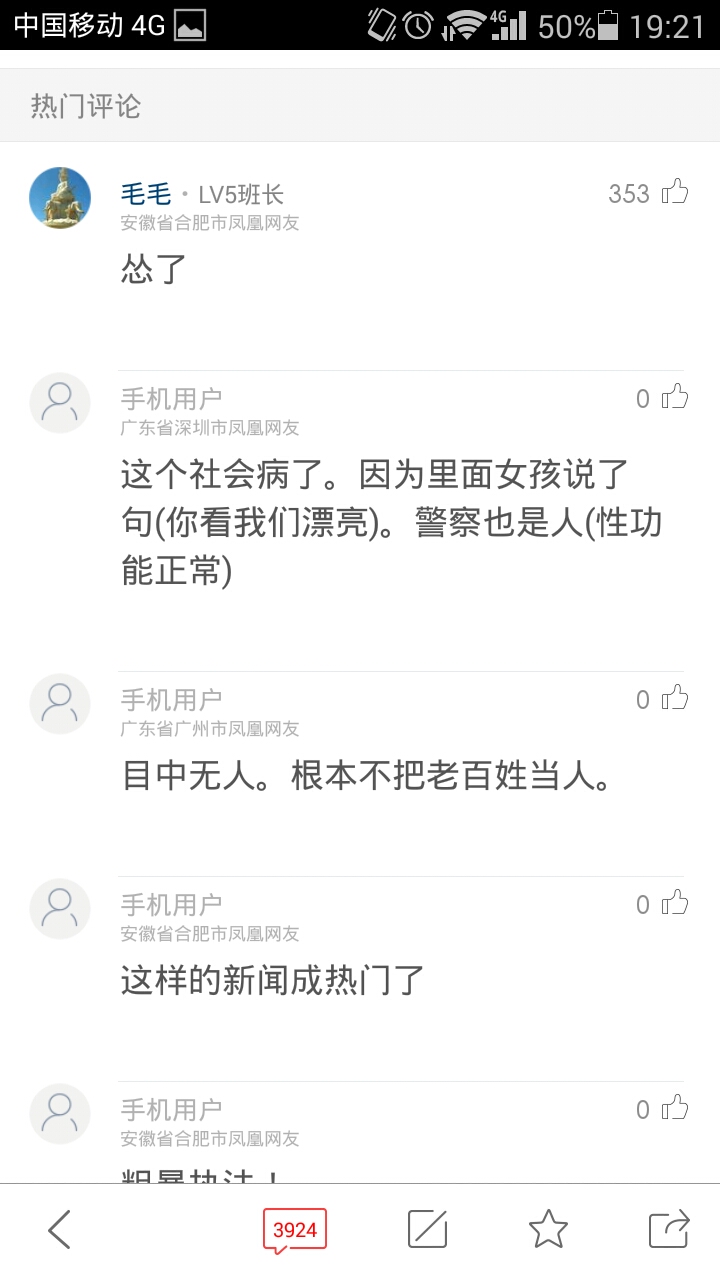 中国移动 4G 4G 50% 19:21
热门评论
毛毛 • LV5班长 353
安徽省合肥市凤凰网友
怂了
手机用户 0
广东省深圳市凤凰网友
这个社会病了。因为里面女孩说了
句(你看我们漂亮)。警察也是人(性功
能正常)
手机用户 0
广东省广州市凤凰网友
目中无人。根本不把老百姓当人。
手机用户 0
安徽省合肥市凤凰网友
这样的新闻成热门了
手机用户 0
安徽省合肥市凤凰网友
粗暴执法！
3924